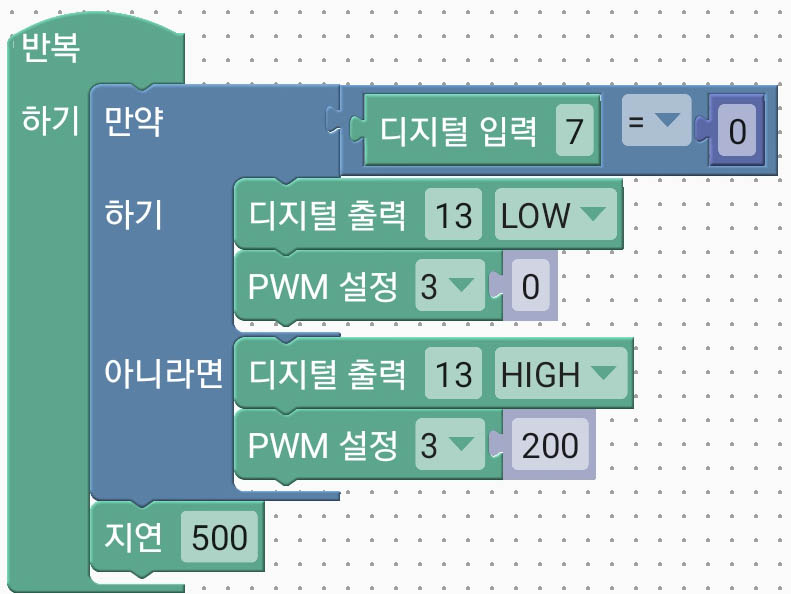 반복
하기 만약 디지털 입력 7 = 0
하기 디지털 출력 13 LOW
PWM 설정 3 0
아니라면 디지털 출력 13 HIGH
PWM 설정 3 200
지연 500